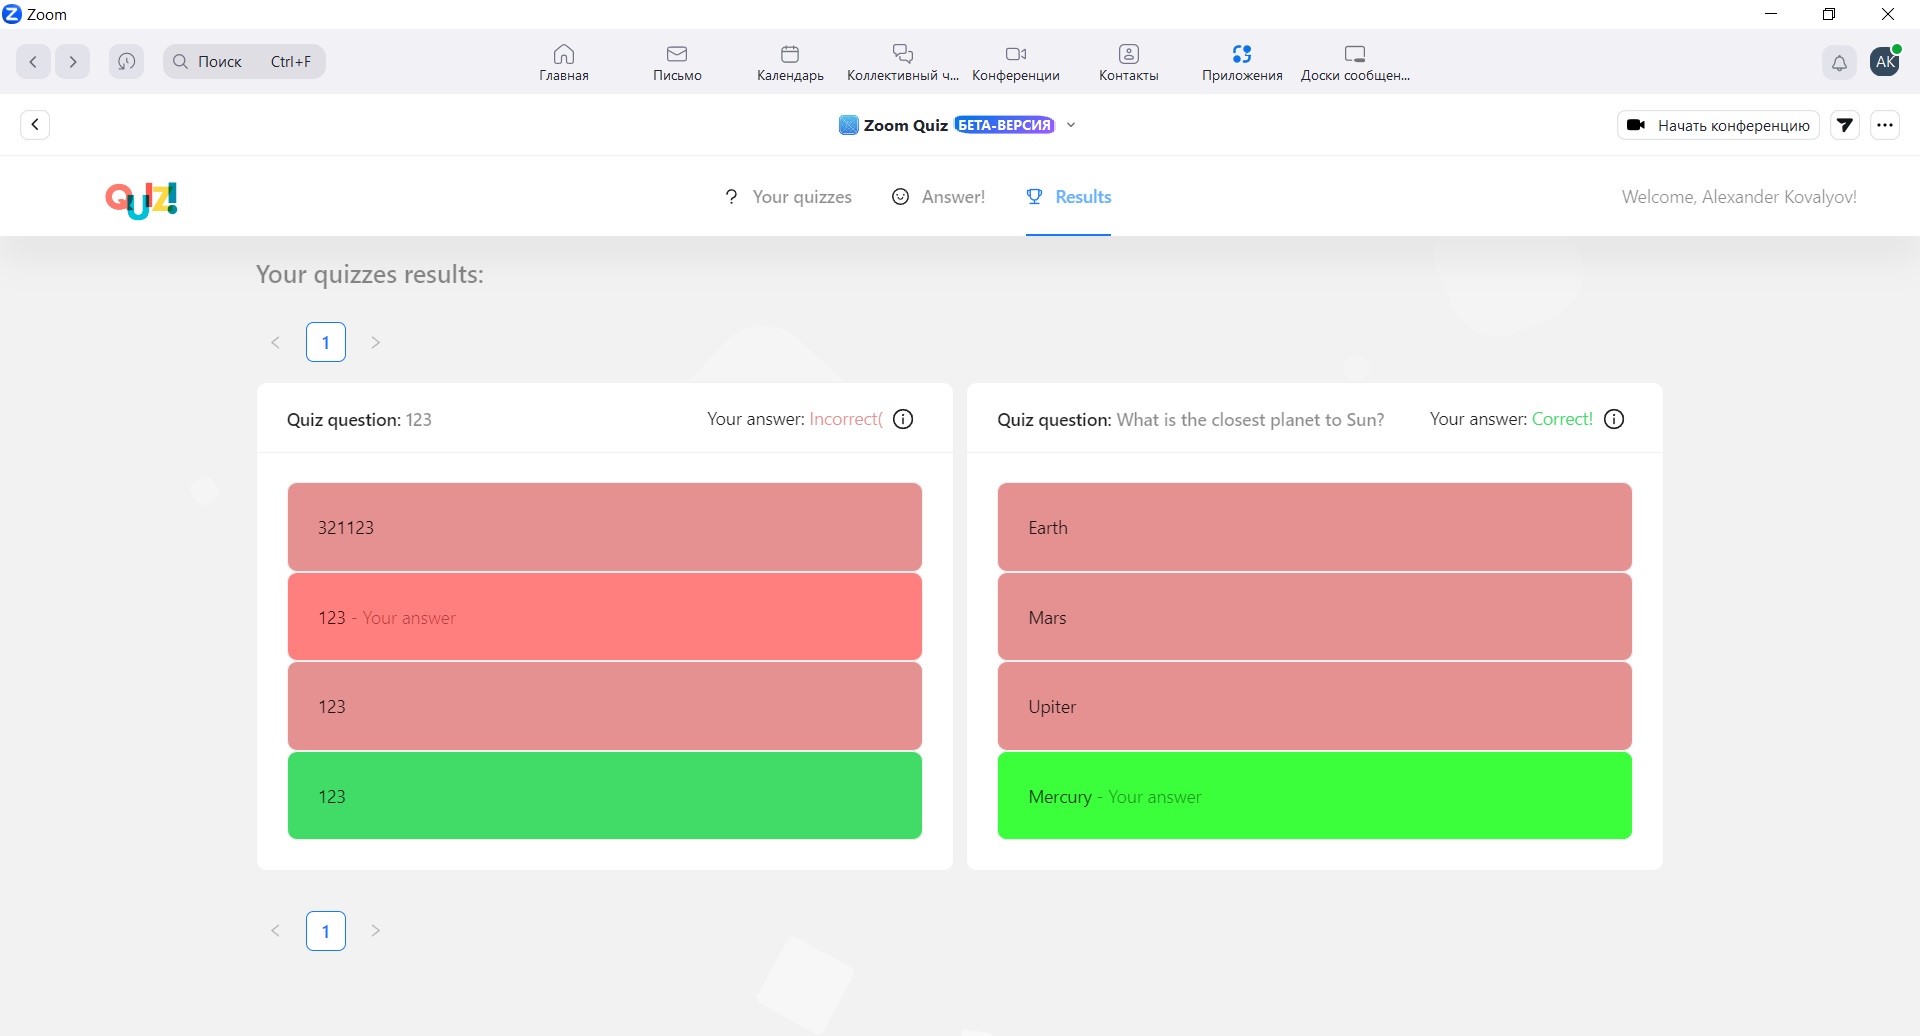 Zoom
Поиск Ctrl+F
Главная
Письмо
Календарь
Коллективный ч...
Конференции
Контакты
Приложения
Доски сообщен...
AK
Zoom Quiz БЕТА-ВЕРСИЯ
Начать конференцию
QUIZ!
? Your quizzes
Answer!
Results
Welcome, Alexander Kovalyov!
Your quizzes results:
< 1 >
Quiz question: 123
Your answer: Incorrect(
321123
123 - Your answer
123
123
Quiz question: What is the closest planet to Sun?
Your answer: Correct!
Earth
Mars
Upiter
Mercury - Your answer
< 1 >